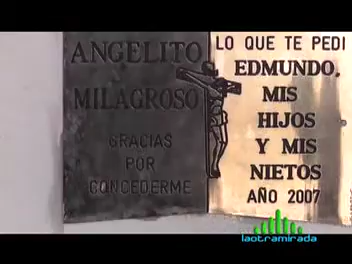 ANGELITO
MILAGROSO
GRACIAS
POR
CONCEDERME
LO QUE TE PEDI
EDMUNDO,
MIS
HIJOS
Y MIS
NIETOS
AÑO 2007
laotramirada